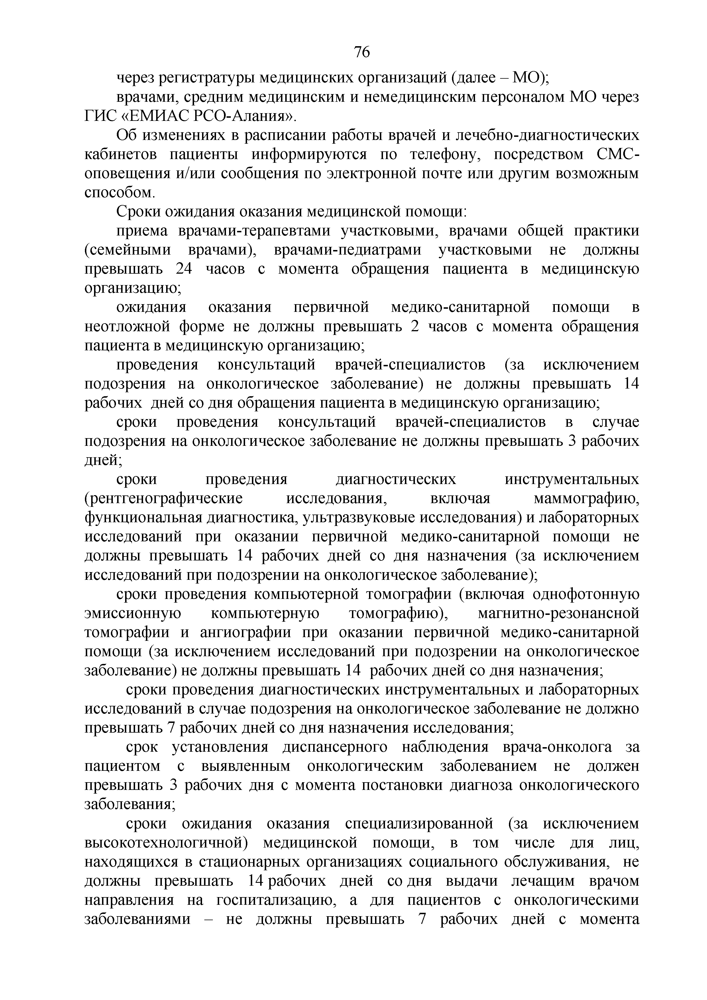 76
через регистратуры медицинских организаций (далее – МО);
врачами, средним медицинским и немедицинским персоналом МО через
ГИС «ЕМИАС РСО-Алания».
Об изменениях в расписании работы врачей и лечебно-диагностических
кабинетов пациенты информируются по телефону, посредством СМС-
оповещения и/или сообщения по электронной почте или другим возможным
способом.
Сроки ожидания оказания медицинской помощи:
приема врачами-терапевтами участковыми, врачами общей практики
(семейными врачами), врачами-педиатрами участковыми не должны
превышать 24 часов с момента обращения пациента в медицинскую
организацию;
ожидания оказания первичной медико-санитарной помощи в
неотложной форме не должны превышать 2 часов с момента обращения
пациента в медицинскую организацию;
проведения консультаций врачей-специалистов (за исключением
подозрения на онкологическое заболевание) не должны превышать 14
рабочих  дней со дня обращения пациента в медицинскую организацию;
сроки проведения консультаций врачей-специалистов в случае
подозрения на онкологическое заболевание не должны превышать 3 рабочих
дней;
сроки проведения диагностических инструментальных
(рентгенографические исследования, включая маммографию,
функциональная диагностика, ультразвуковые исследования) и лабораторных
исследований при оказании первичной медико-санитарной помощи не
должны превышать 14 рабочих дней со дня назначения (за исключением
исследований при подозрении на онкологическое заболевание);
сроки проведения компьютерной томографии (включая однофотонную
эмиссионную компьютерную томографию), магнитно-резонансной
томографии и ангиографии при оказании первичной медико-санитарной
помощи (за исключением исследований при подозрении на онкологическое
заболевание) не должны превышать 14  рабочих дней со дня назначения;
сроки проведения диагностических инструментальных и лабораторных
исследований в случае подозрения на онкологическое заболевание не должно
превышать 7 рабочих дней со дня назначения исследования;
срок установления диспансерного наблюдения врача-онколога за
пациентом с выявленным онкологическим заболеванием не должен
превышать 3 рабочих дня с момента постановки диагноза онкологического
заболевания;
сроки ожидания оказания специализированной (за исключением
высокотехнологичной) медицинской помощи, в том числе для лиц,
находящихся в стационарных организациях социального обслуживания,  не
должны превышать 14 рабочих дней со дня выдачи лечащим врачом
направления на госпитализацию, а для пациентов с онкологическими
заболеваниями – не должны превышать 7 рабочих дней с момента